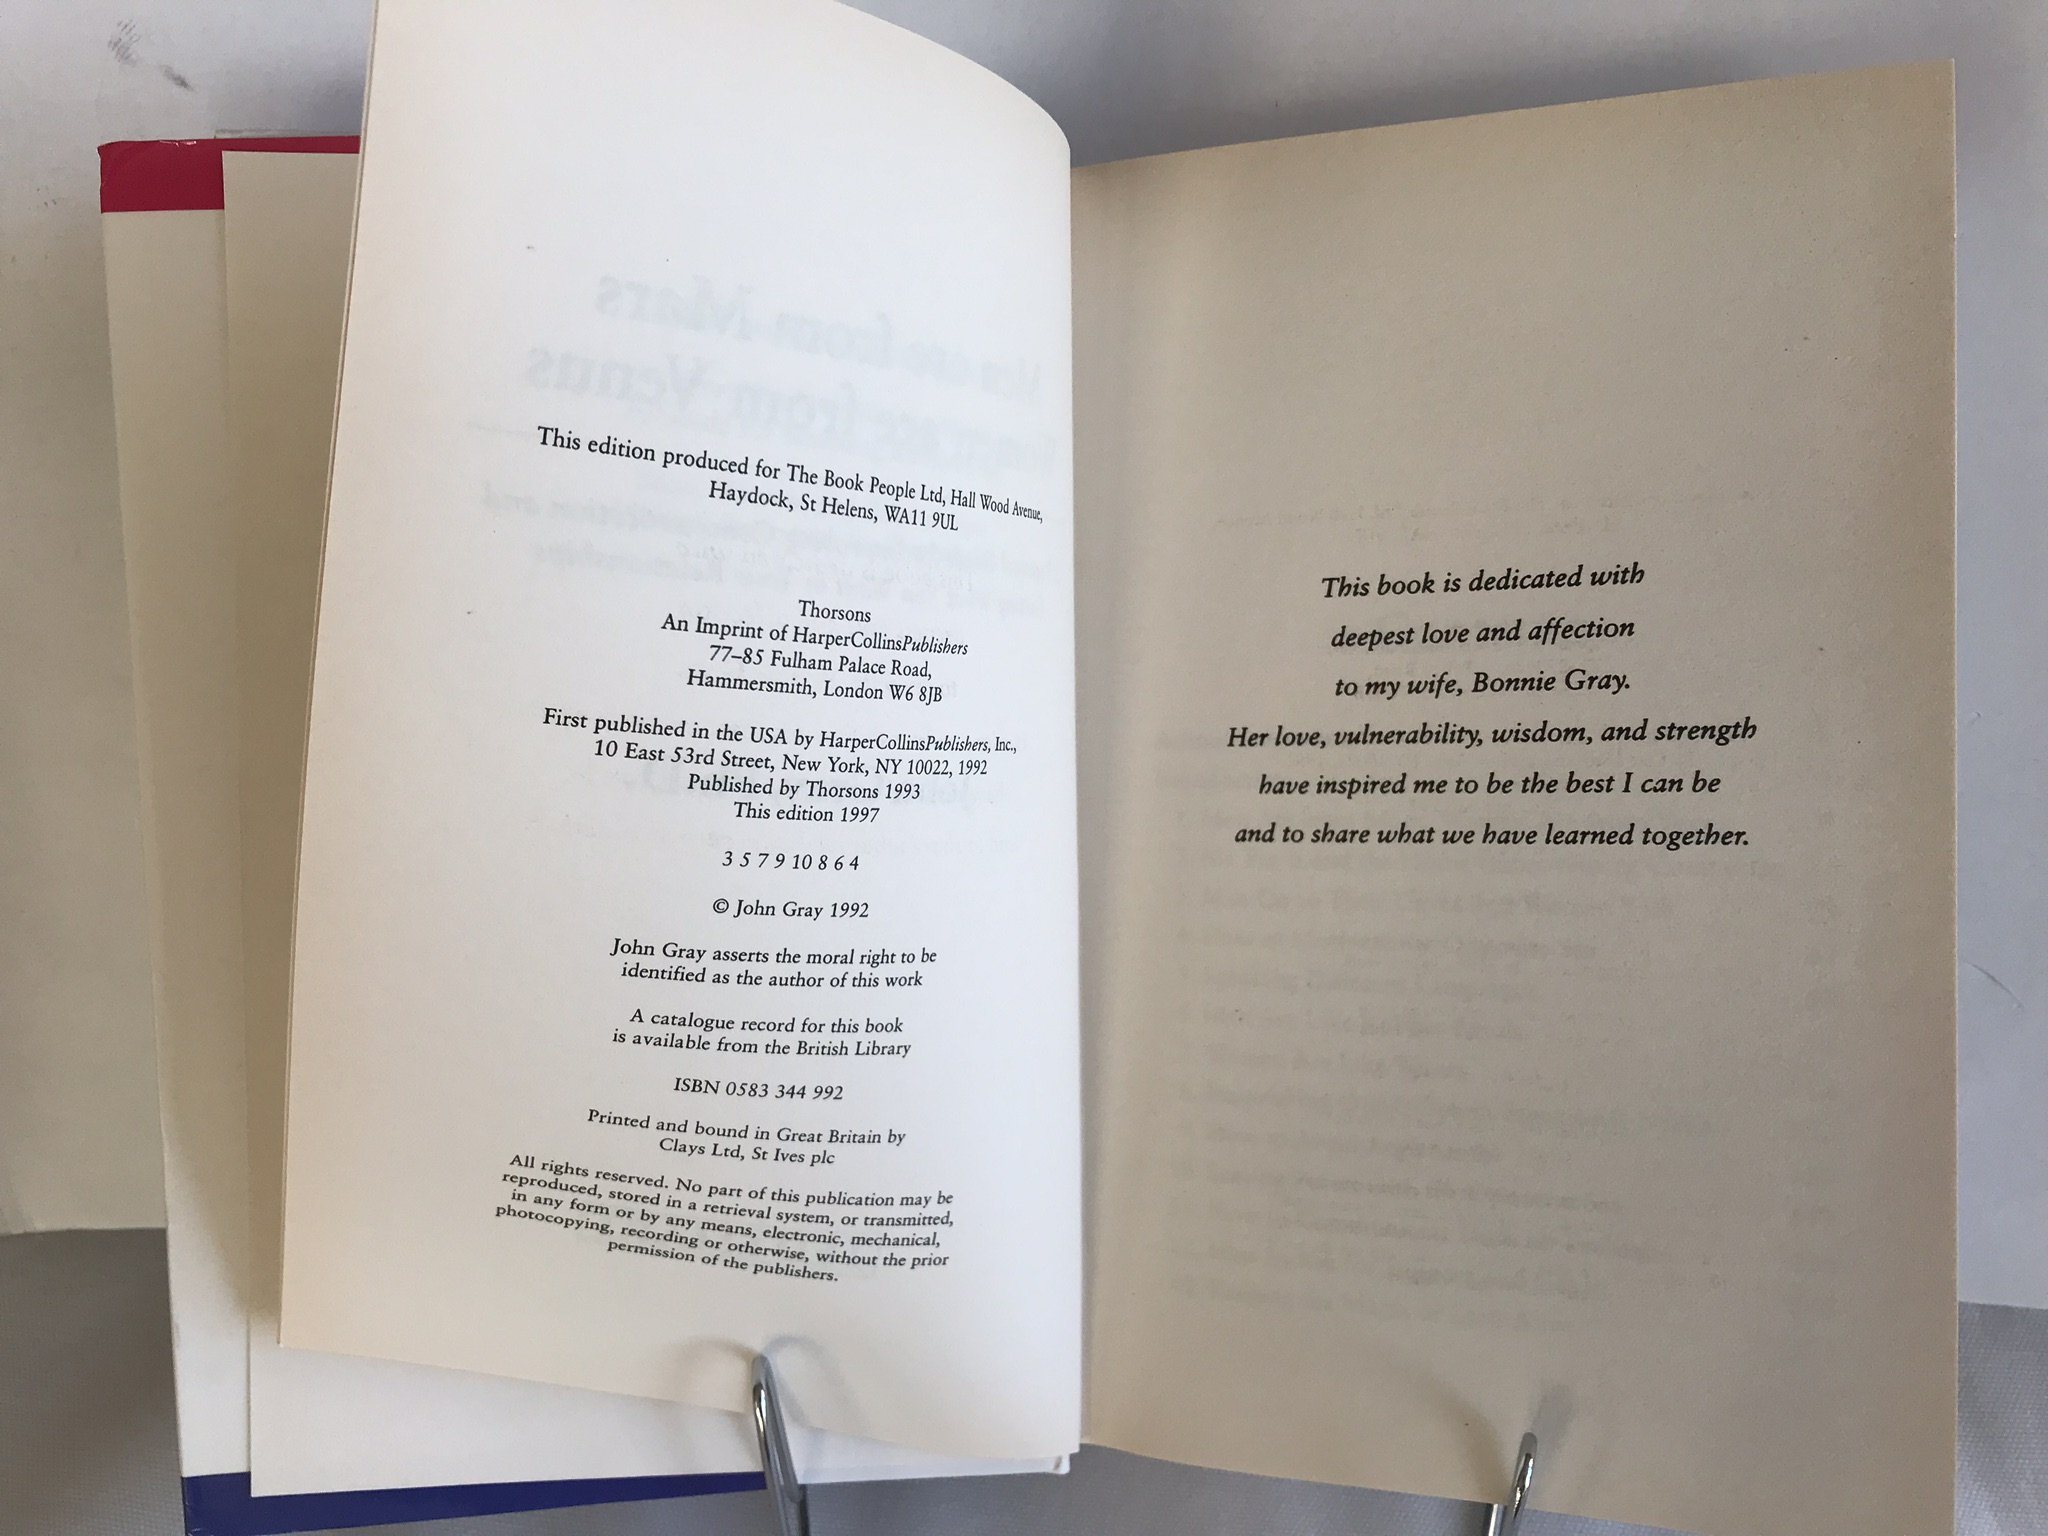 This edition produced for The Book People Ltd, Hall Wood Avenue,
Haydock, St Helens, WA11 9UL
Thorsons
An Imprint of HarperCollinsPublishers
77–85 Fulham Palace Road,
Hammersmith, London W6 8JB
First published in the USA by HarperCollinsPublishers, Inc.,
10 East 53rd Street, New York, NY 10022, 1992
Published by Thorsons 1993
This edition 1997
3 5 7 9 10 8 6 4
© John Gray 1992
John Gray asserts the moral right to be
identified as the author of this work
A catalogue record for this book
is available from the British Library
ISBN 0583 344 992
Printed and bound in Great Britain by
Clays Ltd, St Ives plc
All rights reserved. No part of this publication may be
reproduced, stored in a retrieval system, or transmitted,
in any form or by any means, electronic, mechanical,
photocopying, recording or otherwise, without the prior
permission of the publishers.
This book is dedicated with
deepest love and affection
to my wife, Bonnie Gray.
Her love, vulnerability, wisdom, and strength
have inspired me to be the best I can be
and to share what we have learned together.